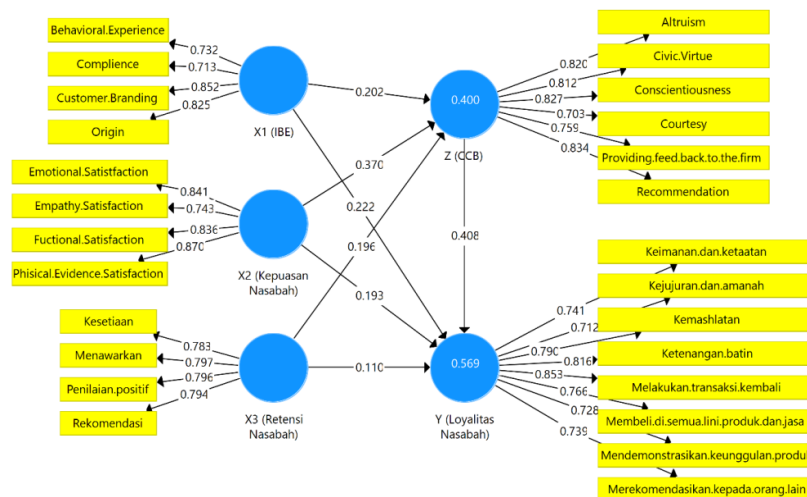 Behavioral.Experience
Complience
Customer.Branding
Origin
0.732
0.713
0.852
0.825
X1 (IBE)
Emotional.Satistfaction
Empathy.Satisfaction
Fuctional.Satisfaction
Phisical.Evidence.Satisfaction
0.841
0.743
0.836
0.870
X2 (Kepuasan
Nasabah)
Kesetiaan
Menawarkan
Penilaian.positif
Rekomendasi
0.783
0.797
0.796
0.794
X3 (Retensi
Nasabah)
0.202
0.370
0.222
0.196
0.193
0.110
0.408
0.400
Z (CCB)
0.820
0.812
0.827
0.703
0.759
0.834
Altruism
Civic.Virtue
Conscientiousness
Courtesy
Providing.feed.back.to.the.firm
Recommendation
0.569
Y (Loyalitas
Nasabah)
0.741
0.712
0.790
0.816
0.853
0.766
0.728
0.739
Keimanan.dan.ketaatan
Kejujuran.dan.amanah
Kemashlatan
Ketenangan.batin
Melakukan.transaksi.kembali
Membeli.di.semua.lini.produk.dan.jasa
Mendemonstrasikan.keunggulan.produ
Merekomendasikan.kepada.orang.lain